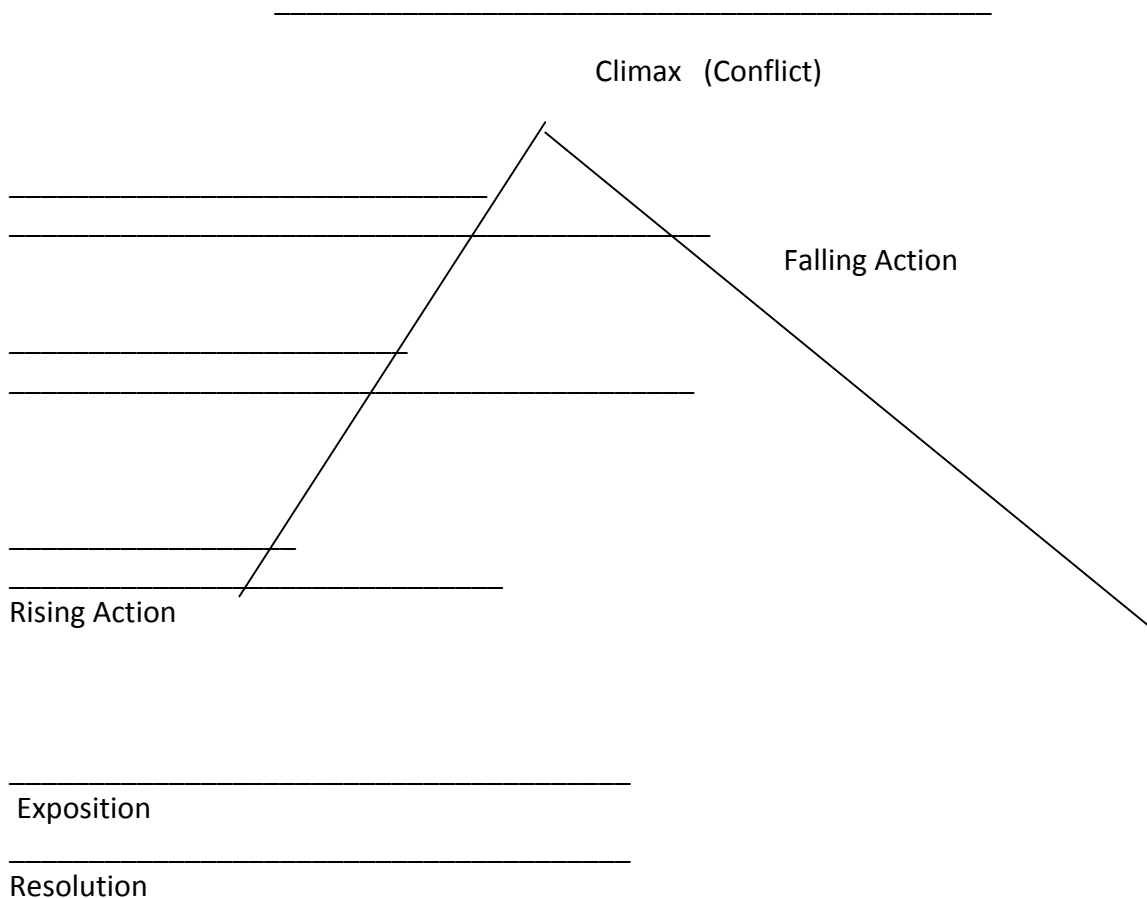 Climax (Conflict)
Falling Action
Rising Action
Exposition
Resolution